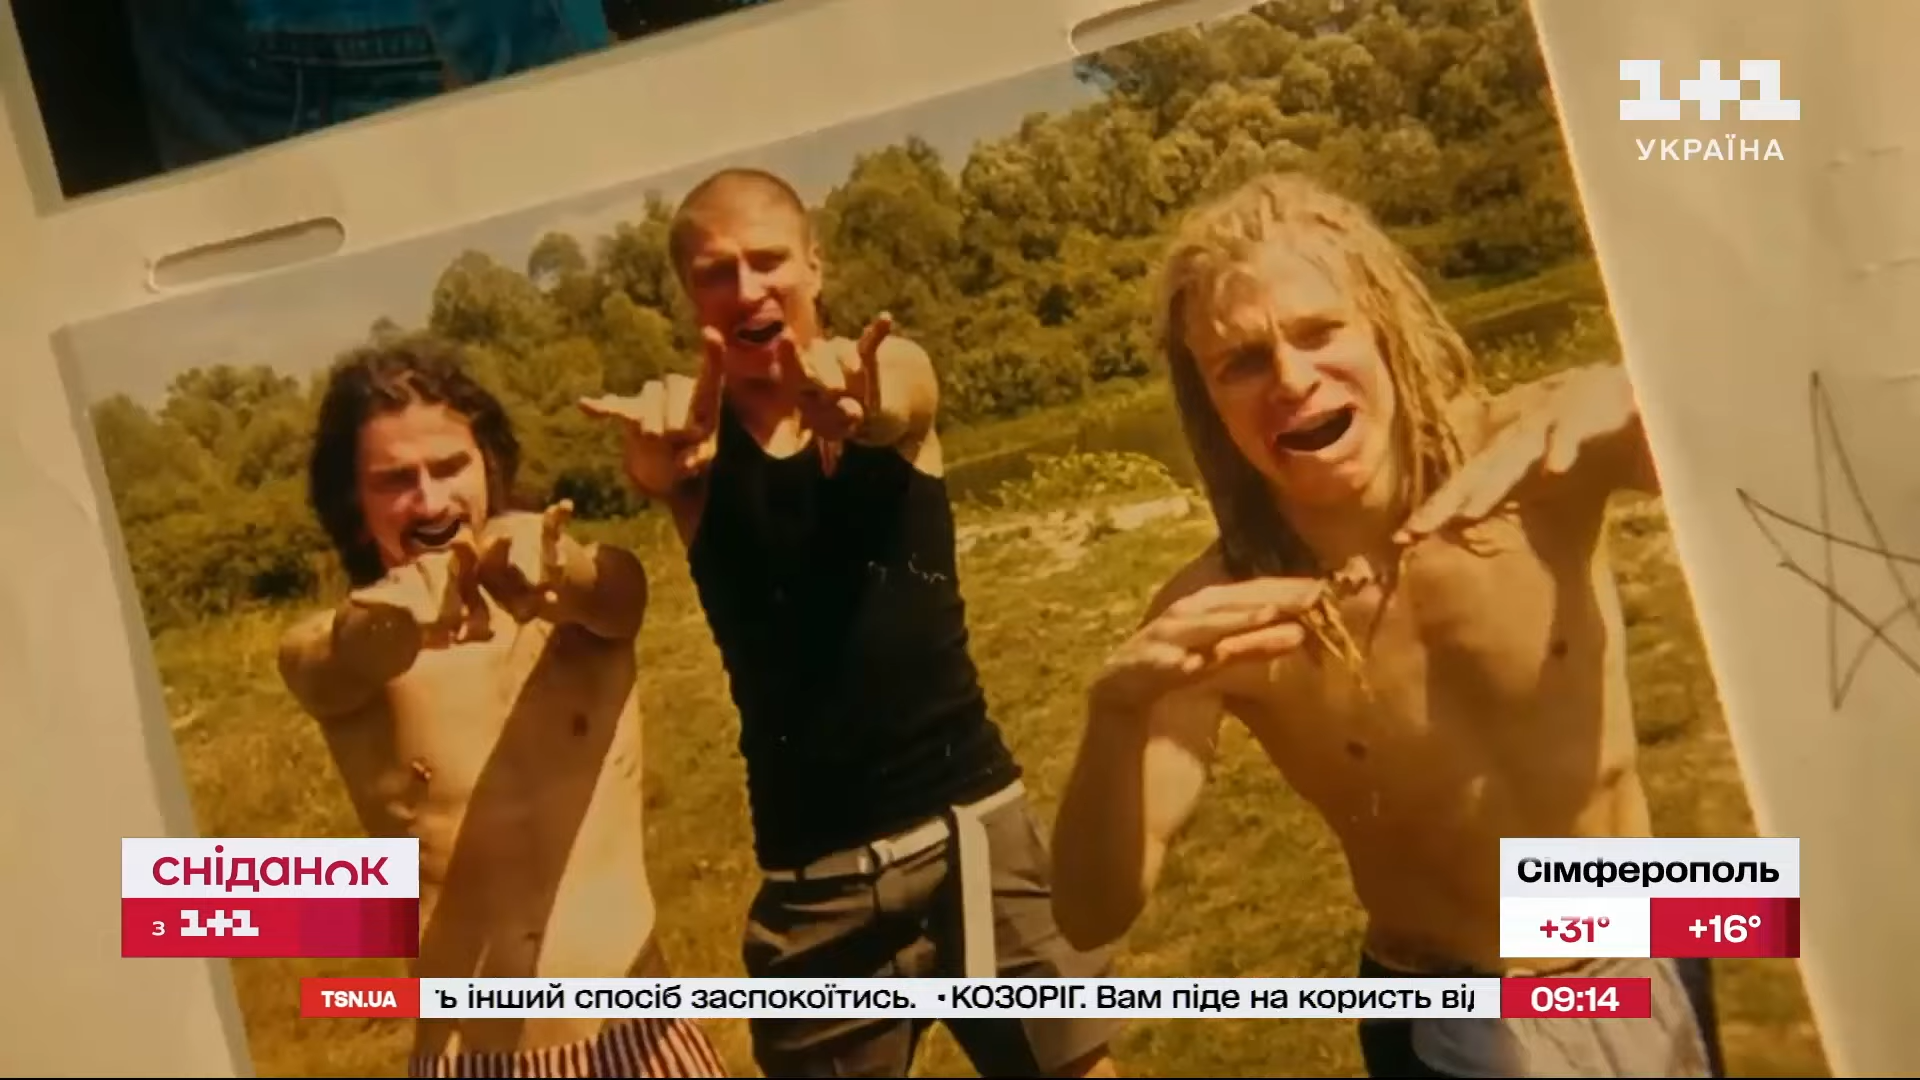 1+1
УКРАЇНА
сніданок
з 1+1
Сімферополь
+31° +16°
TSN.UA ь інший спосіб заспокоїтись. •КОЗОРІГ. Вам піде на користь від 09:14